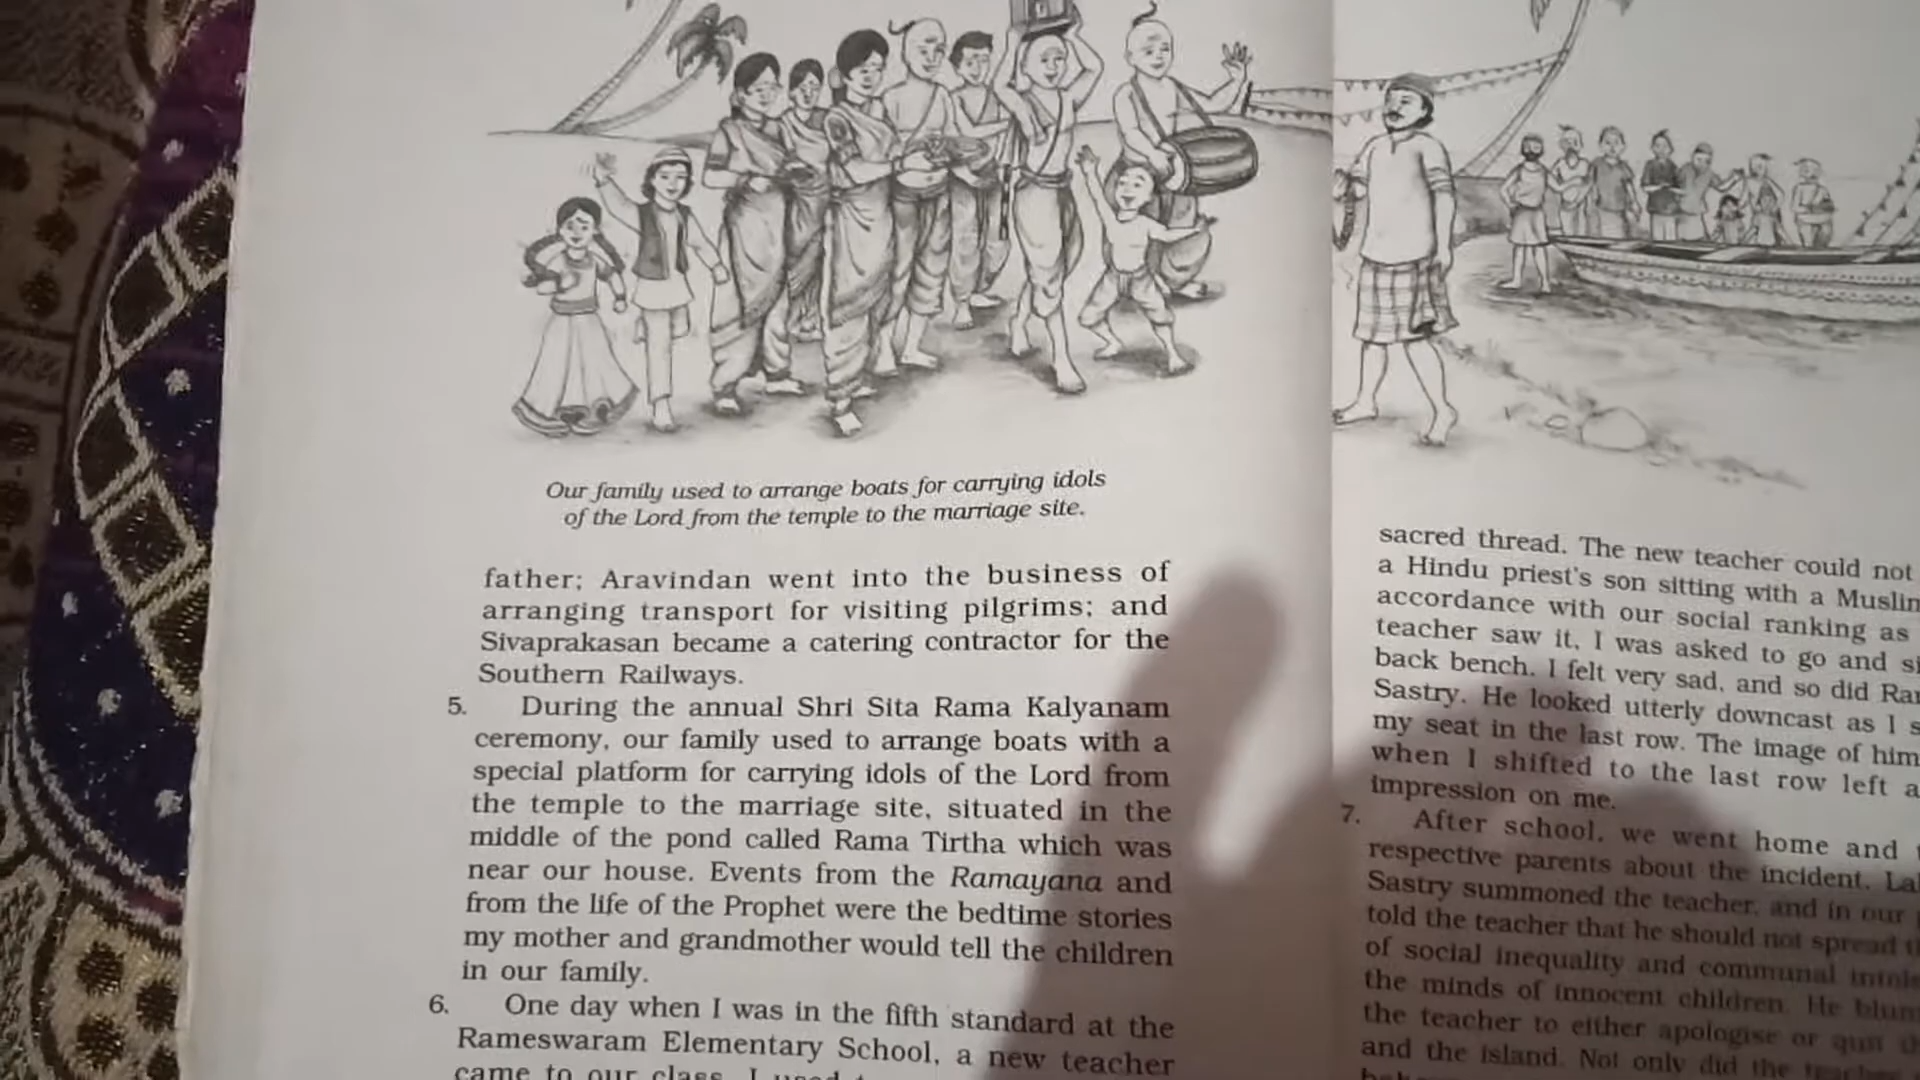 Our family used to arrange boats for carrying idols
of the Lord from the temple to the marriage site.
father; Aravindan went into the business of
arranging transport for visiting pilgrims; and
Sivaprakasan became a catering contractor for the
Southern Railways.
5. During the annual Shri Sita Rama Kalyanam
ceremony, our family used to arrange boats with a
special platform for carrying idols of the Lord from
the temple to the marriage site, situated in the
middle of the pond called Rama Tirtha which was
near our house. Events from the Ramayana and
from the life of the Prophet were the bedtime stories
my mother and grandmother would tell the children
in our family.
6. One day when I was in the fifth standard at the
Rameswaram Elementary School, a new teacher
came to our class. I used
sacred thread. The new teacher could not
a Hindu priest's son sitting with a Muslim
accordance with our social ranking as
teacher saw it, I was asked to go and
back bench. I felt very sad, and so did
Sastry. He looked utterly downcast as I
my seat in the last row. The image of him
when I shifted to the last row left a
impression on me.
7. After school, we went home and
respective parents about the incident.
Sastry summoned the teacher, and in our
told the teacher that he should not spread
of social inequality and communal
the minds of innocent children. He
the teacher to either apologise or quit
and the island. Not only did the